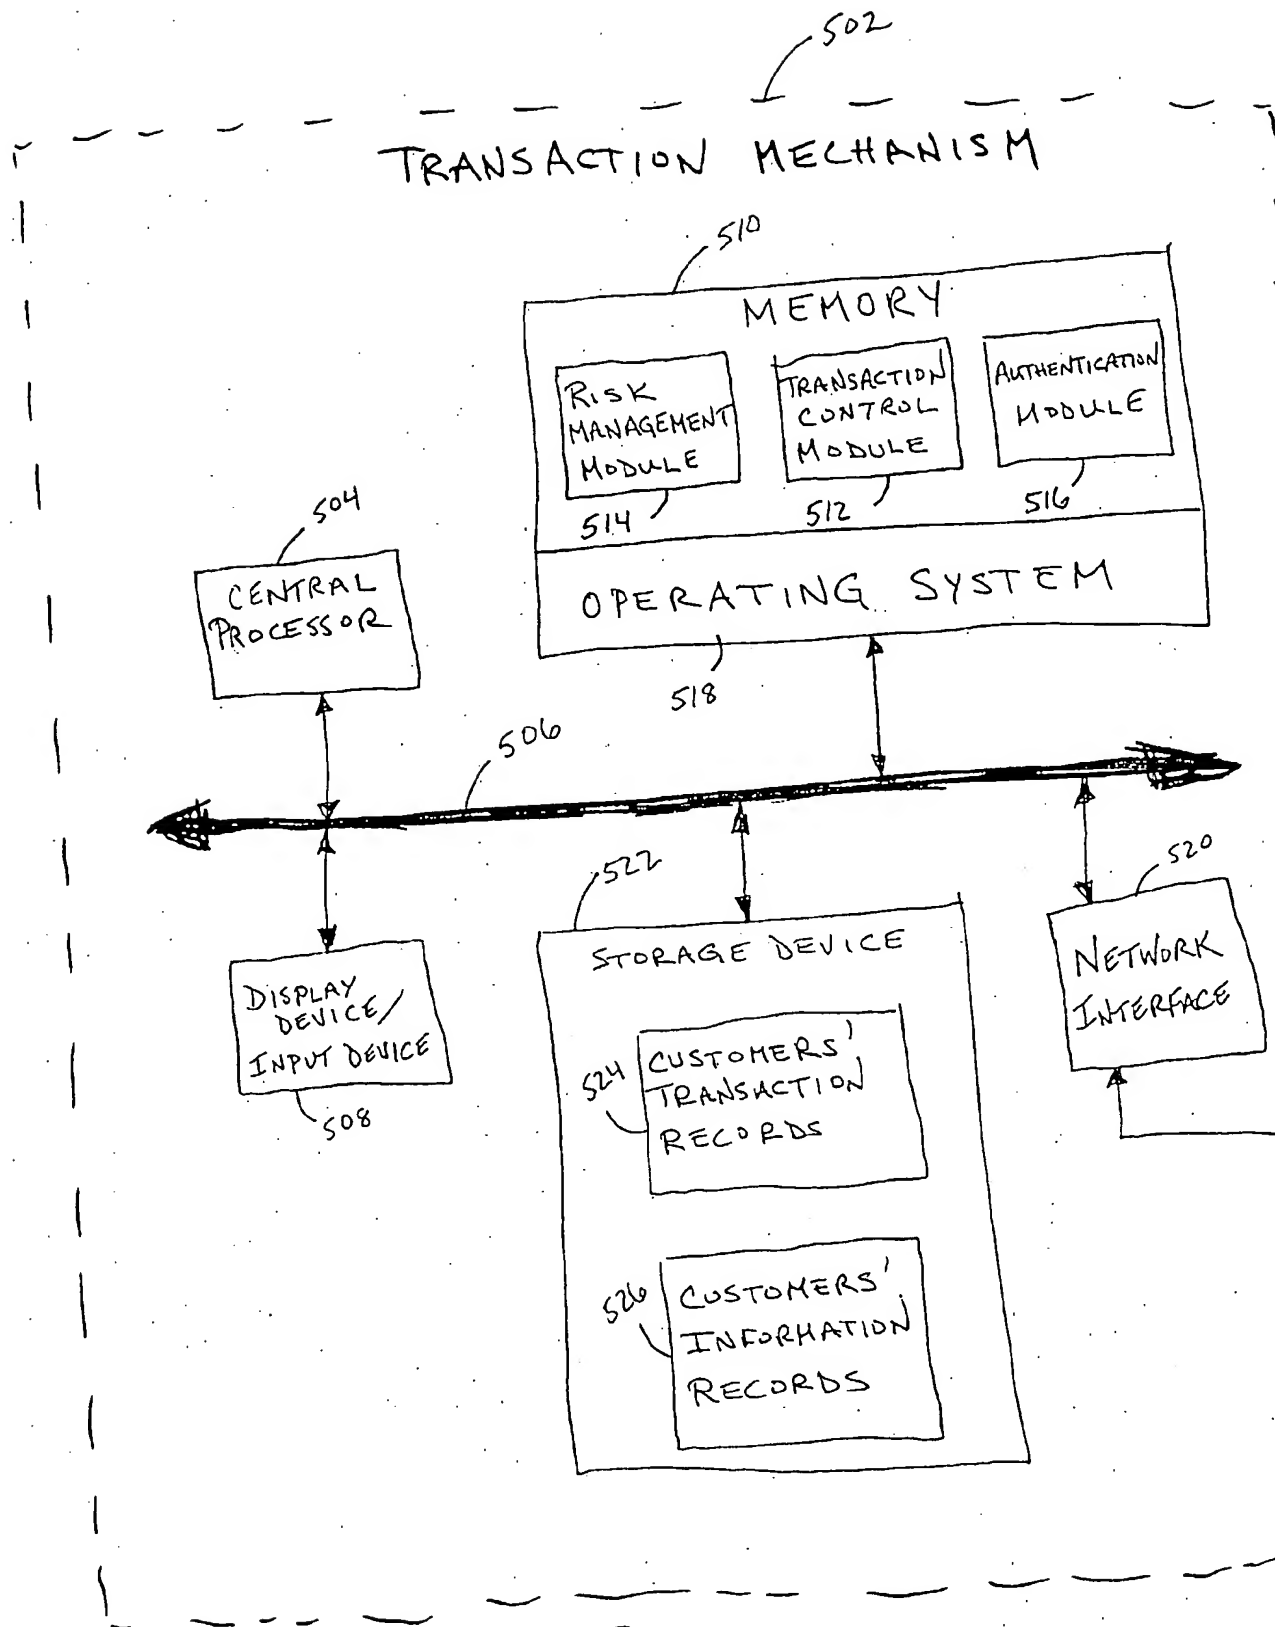 502
TRANSACTION MECHANISM
510
MEMORY
RISK
MANAGEMENT
MODULE
514
TRANSACTION
CONTROL
MODULE
512
AUTHENTICATION
MODULE
516
OPERATING SYSTEM
518
504
CENTRAL
PROCESSOR
506
522
520
STORAGE DEVICE
NETWORK
INTERFACE
DISPLAY
DEVICE/
INPUT DEVICE
508
524
CUSTOMERS'
TRANSACTION
RECORDS
526
CUSTOMERS'
INFORMATION
RECORDS